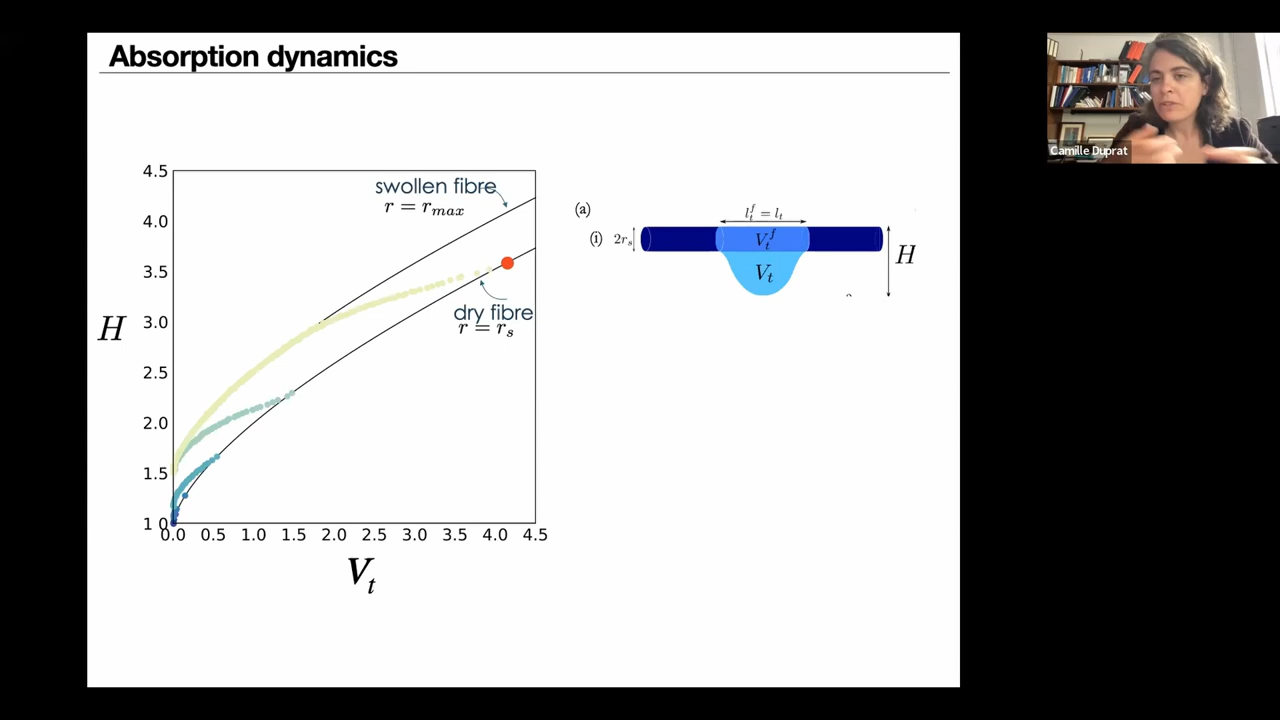 Absorption dynamics
4.5
4.0
3.5
3.0
2.5
2.0
1.5
1 0
0.0 0.5 1.0 1.5 2.0 2.5 3.0 3.5 4.0 4.5
H
V_t
swollen fibre
r = r_{max}
dry fibre
r = r_s
(a)
(i)
2r_s
l_t^f = l_t
V_t^f
V_t
H
Camille Duprat